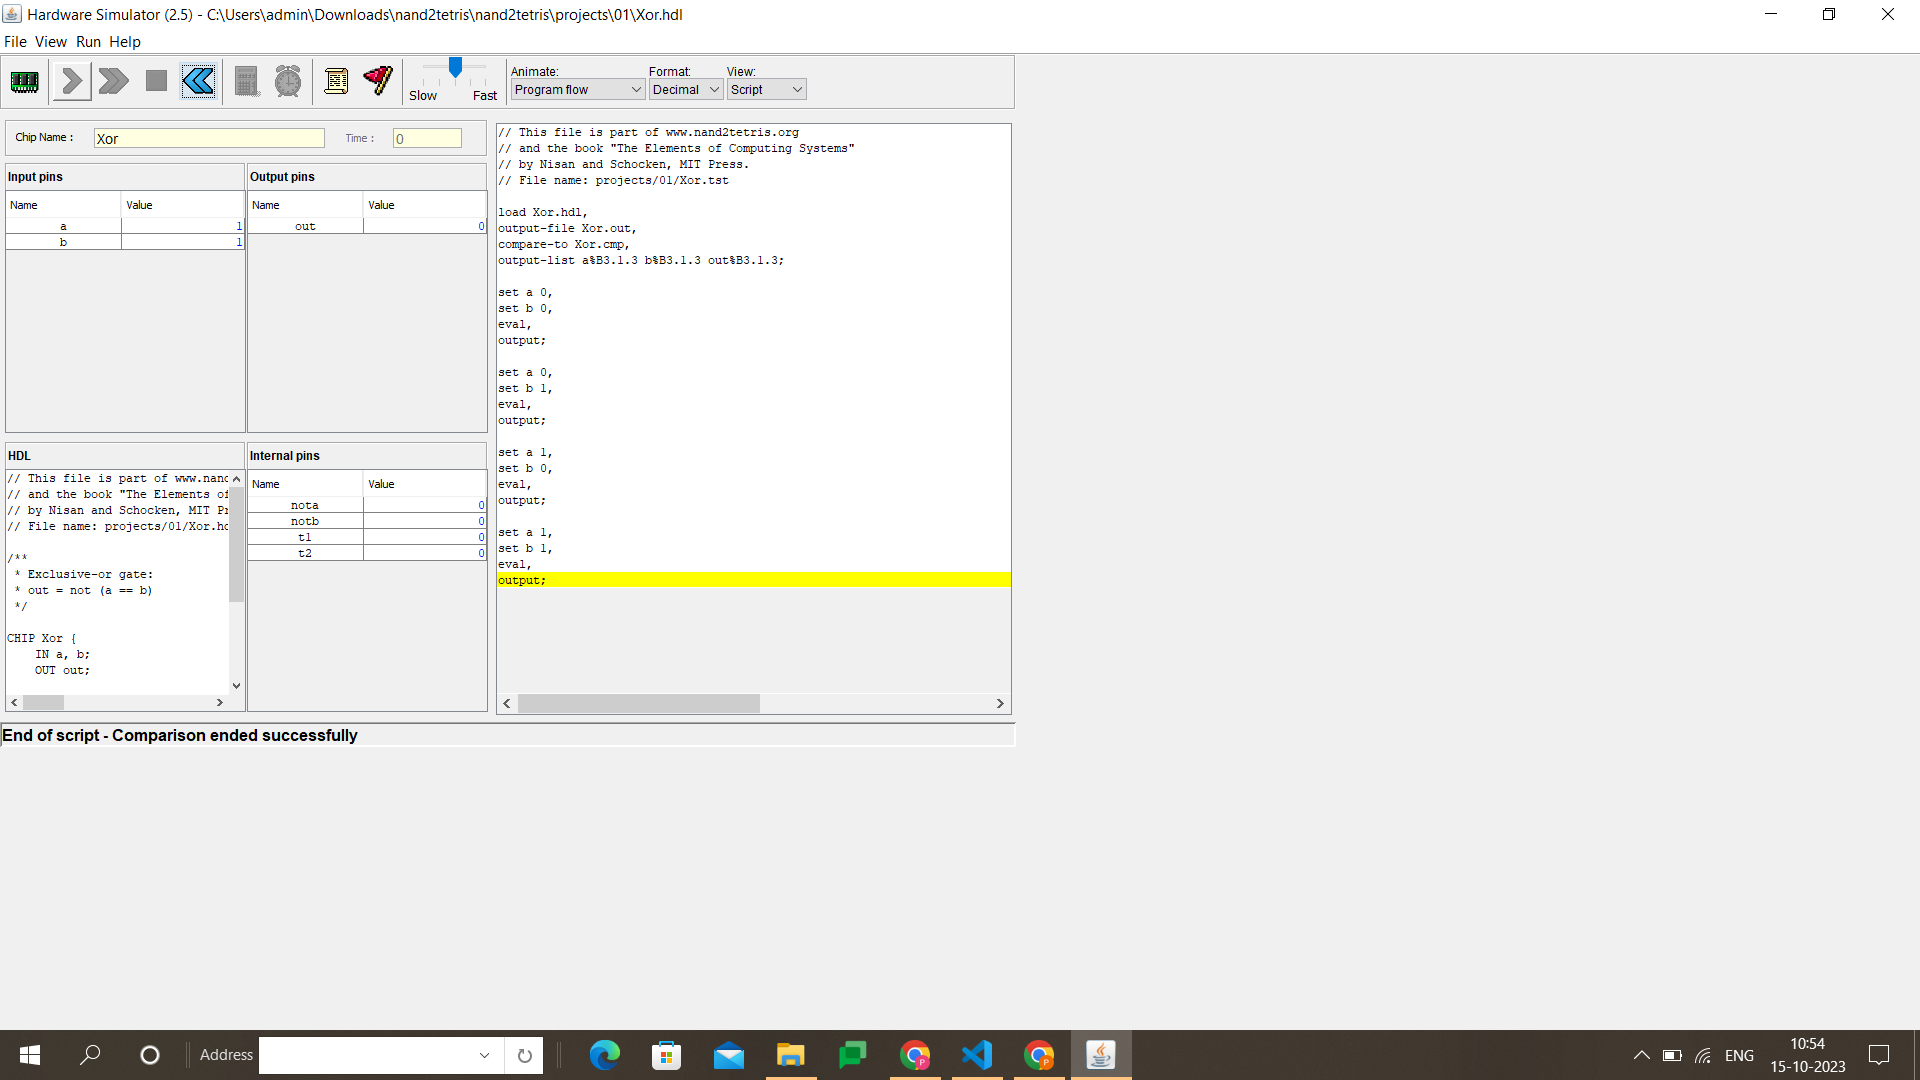 Hardware Simulator (2.5) - C:\Users\admin\Downloads\nand2tetris\nand2tetris\projects\01\Xor.hdl
File View Run Help
Slow Fast
Animate: Format: View:
Program flow Decimal Script
Chip Name : Xor Time : 0
Input pins
Name Value
a 1
b 1
Output pins
Name Value
out 0
HDL
// This file is part of www.nand
// and the book "The Elements of
// by Nisan and Schocken, MIT Pr
// File name: projects/01/Xor.hd
/**
* Exclusive-or gate:
* out = not (a == b)
*/
CHIP Xor {
IN a, b;
OUT out;
Internal pins
Name Value
nota 0
notb 0
t1 0
t2 0
// This file is part of www.nand2tetris.org
// and the book "The Elements of Computing Systems"
// by Nisan and Schocken, MIT Press.
// File name: projects/01/Xor.tst
load Xor.hdl,
output-file Xor.out,
compare-to Xor.cmp,
output-list a%B3.1.3 b%B3.1.3 out%B3.1.3;
set a 0,
set b 0,
eval,
output;
set a 0,
set b 1,
eval,
output;
set a 1,
set b 0,
eval,
output;
set a 1,
set b 1,
eval,
output;
End of script - Comparison ended successfully
Address
P
P
ENG
10:54
15-10-2023